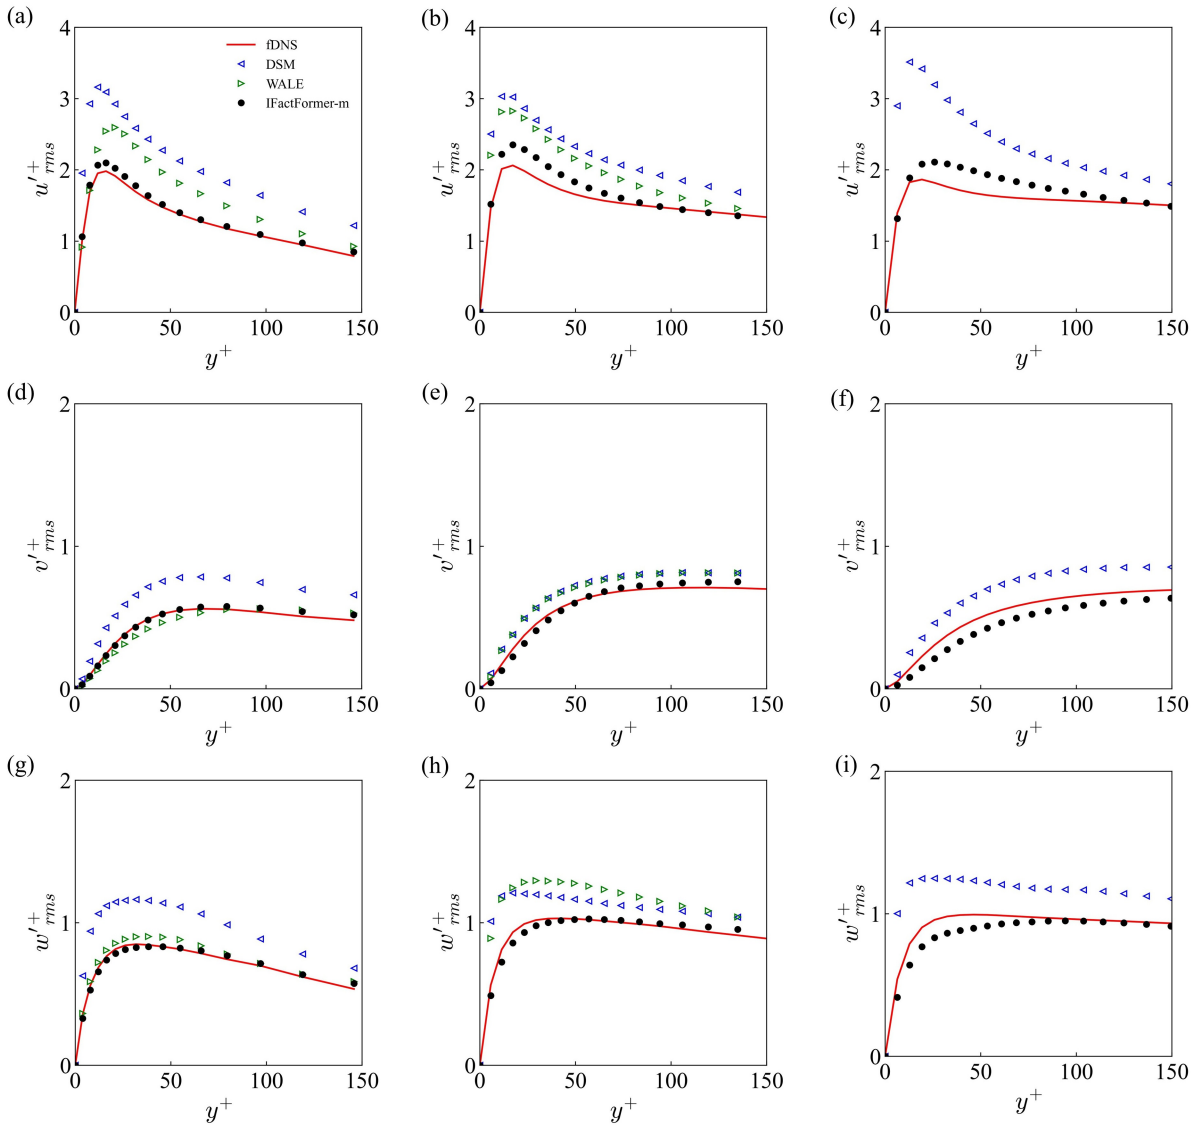 (a)
4
3
2
1
0
0 50 100 150
u′⁺rms
y⁺
fDNS
DSM
WALE
IFactFormer-m
(b)
4
3
2
1
0
0 50 100 150
u′⁺rms
y⁺
(c)
4
3
2
1
0
0 50 100 150
u′⁺rms
y⁺
(d)
2
1
0
0 50 100 150
v′⁺rms
y⁺
(e)
2
1
0
0 50 100 150
v′⁺rms
y⁺
(f)
2
1
0
0 50 100 150
v′⁺rms
y⁺
(g)
2
1
0
0 50 100 150
w′⁺rms
y⁺
(h)
2
1
0
0 50 100 150
w′⁺rms
y⁺
(i)
2
1
0
0 50 100 150
w′⁺rms
y⁺